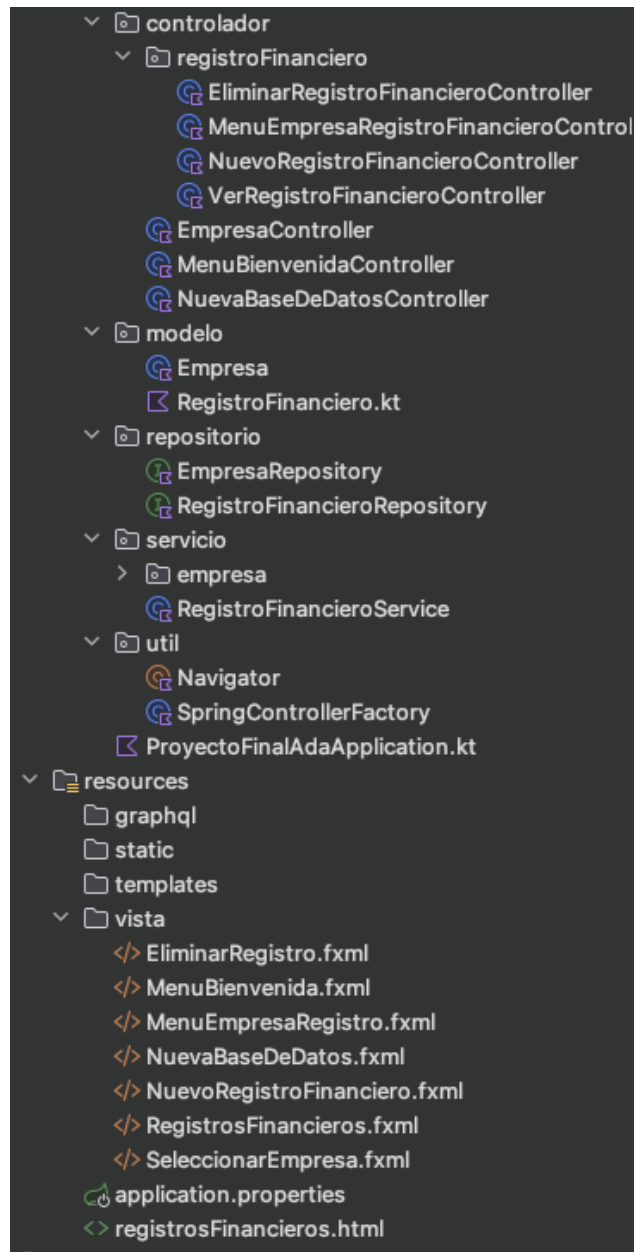 controlador
registroFinanciero
EliminarRegistroFinancieroController
MenuEmpresaRegistroFinancieroControl
NuevoRegistroFinancieroController
VerRegistroFinancieroController
EmpresaController
MenuBienvenidaController
NuevaBaseDeDatosController
modelo
Empresa
RegistroFinanciero.kt
repositorio
EmpresaRepository
RegistroFinancieroRepository
servicio
empresa
RegistroFinancieroService
util
Navigator
SpringControllerFactory
ProyectoFinalAdaApplication.kt
resources
graphql
static
templates
vista
EliminarRegistro.fxml
MenuBienvenida.fxml
MenuEmpresaRegistro.fxml
NuevaBaseDeDatos.fxml
NuevoRegistroFinanciero.fxml
RegistrosFinancieros.fxml
SeleccionarEmpresa.fxml
application.properties
registrosFinancieros.html